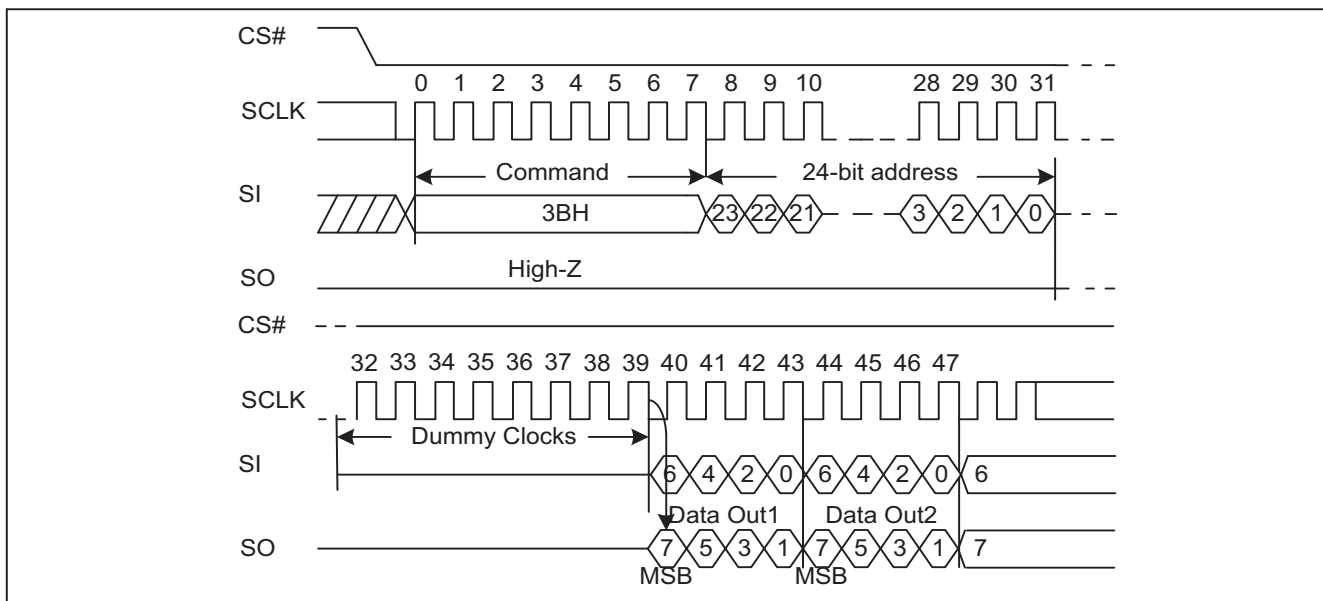 CS#
0 1 2 3 4 5 6 7 8 9 10 28 29 30 31
SCLK
Command 24-bit address
SI
3BH 23 22 21 3 2 1 0
High-Z
SO
CS#
32 33 34 35 36 37 38 39 40 41 42 43 44 45 46 47
SCLK
Dummy Clocks
SI
6 4 2 0 6 4 2 0 6
Data Out1 Data Out2
SO
7 5 3 1 7 5 3 1 7
MSB MSB